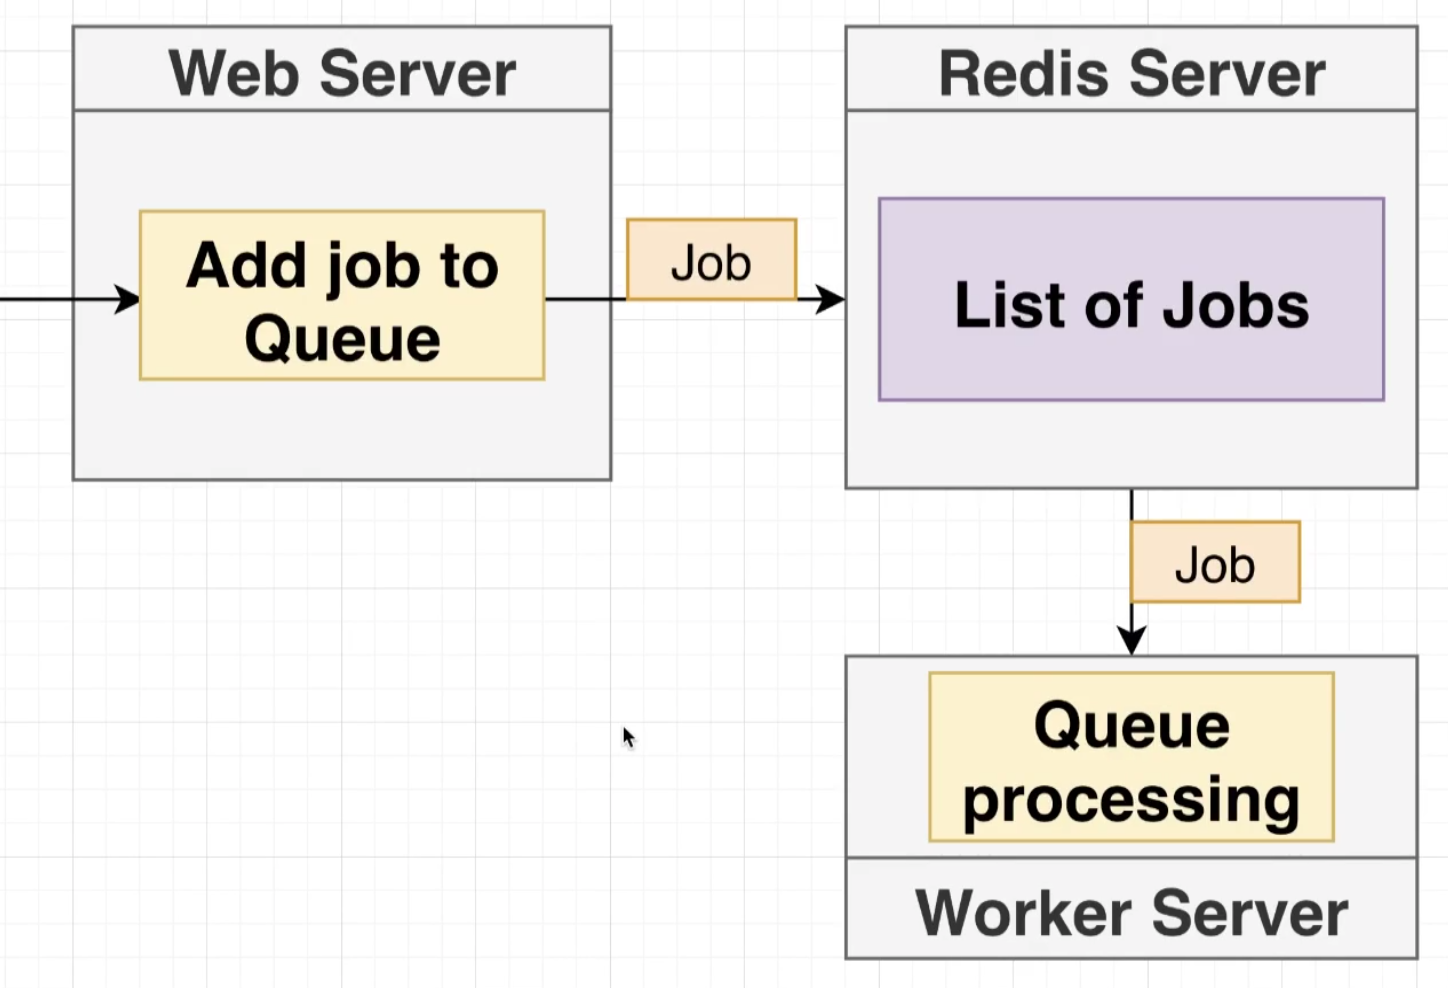 Web Server
Add job to
Queue
Job
Redis Server
List of Jobs
Job
Queue
processing
Worker Server